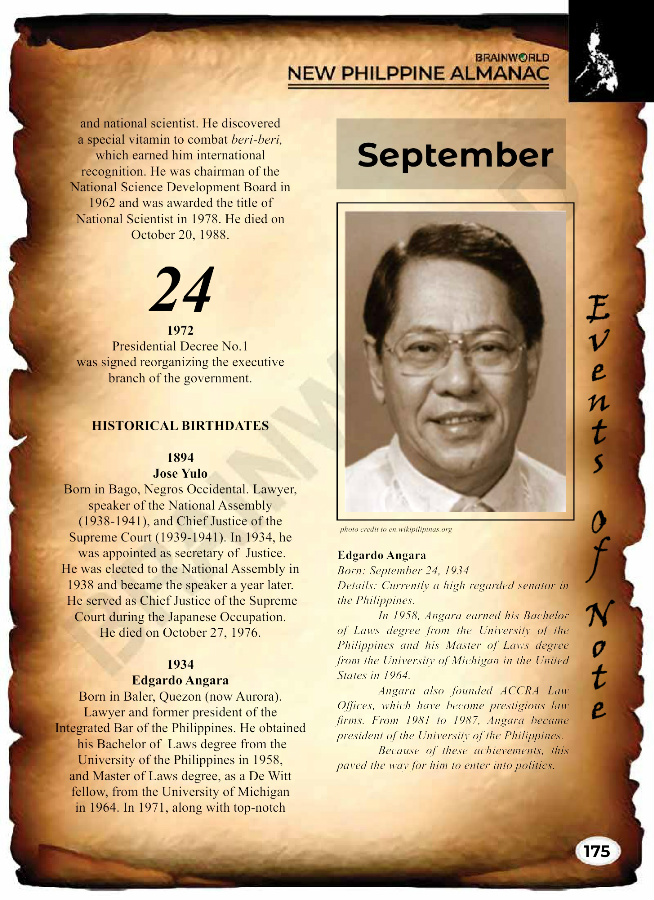 BRAINWORLD
NEW PHILPPINE ALMANAC
and national scientist. He discovered
a special vitamin to combat beri-beri,
which earned him international
recognition. He was chairman of the
National Science Development Board in
1962 and was awarded the title of
National Scientist in 1978. He died on
October 20, 1988.
24
1972
Presidential Decree No.1
was signed reorganizing the executive
branch of the government.
HISTORICAL BIRTHDATES
1894
Jose Yulo
Born in Bago, Negros Occidental. Lawyer,
speaker of the National Assembly
(1938-1941), and Chief Justice of the
Supreme Court (1939-1941). In 1934, he
was appointed as secretary of Justice.
He was elected to the National Assembly in
1938 and became the speaker a year later.
He served as Chief Justice of the Supreme
Court during the Japanese Occupation.
He died on October 27, 1976.
1934
Edgardo Angara
Born in Baler, Quezon (now Aurora).
Lawyer and former president of the
Integrated Bar of the Philippines. He obtained
his Bachelor of Laws degree from the
University of the Philippines in 1958,
and Master of Laws degree, as a De Witt
fellow, from the University of Michigan
in 1964. In 1971, along with top-notch
September
photo credit to en.wikipilipinas.org
Edgardo Angara
Born: September 24, 1934
Details: Currently a high regarded senator in
the Philippines.
In 1958, Angara earned his Bachelor
of Laws degree from the University of the
Philippines and his Master of Laws degree
from the University of Michigan in the United
States in 1964.
Angara also founded ACCRA Law
Offices, which have become prestigious law
firms. From 1981 to 1987, Angara became
president of the University of the Philippines.
Because of these achievements, this
paved the way for him to enter into politics.
Events of Note
175